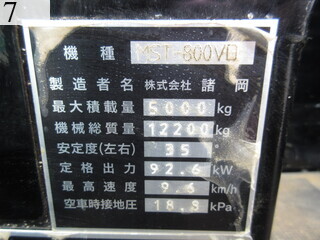 7
機種 MST-800VD
製造者名 株式会社 諸岡
最大積載量 5000 kg
機械総質量 12200 kg
安定度(左右) 35 °
定格出力 92.6 kW
最高速度 9.6 km/h
空車時接地圧 18.3 kPa